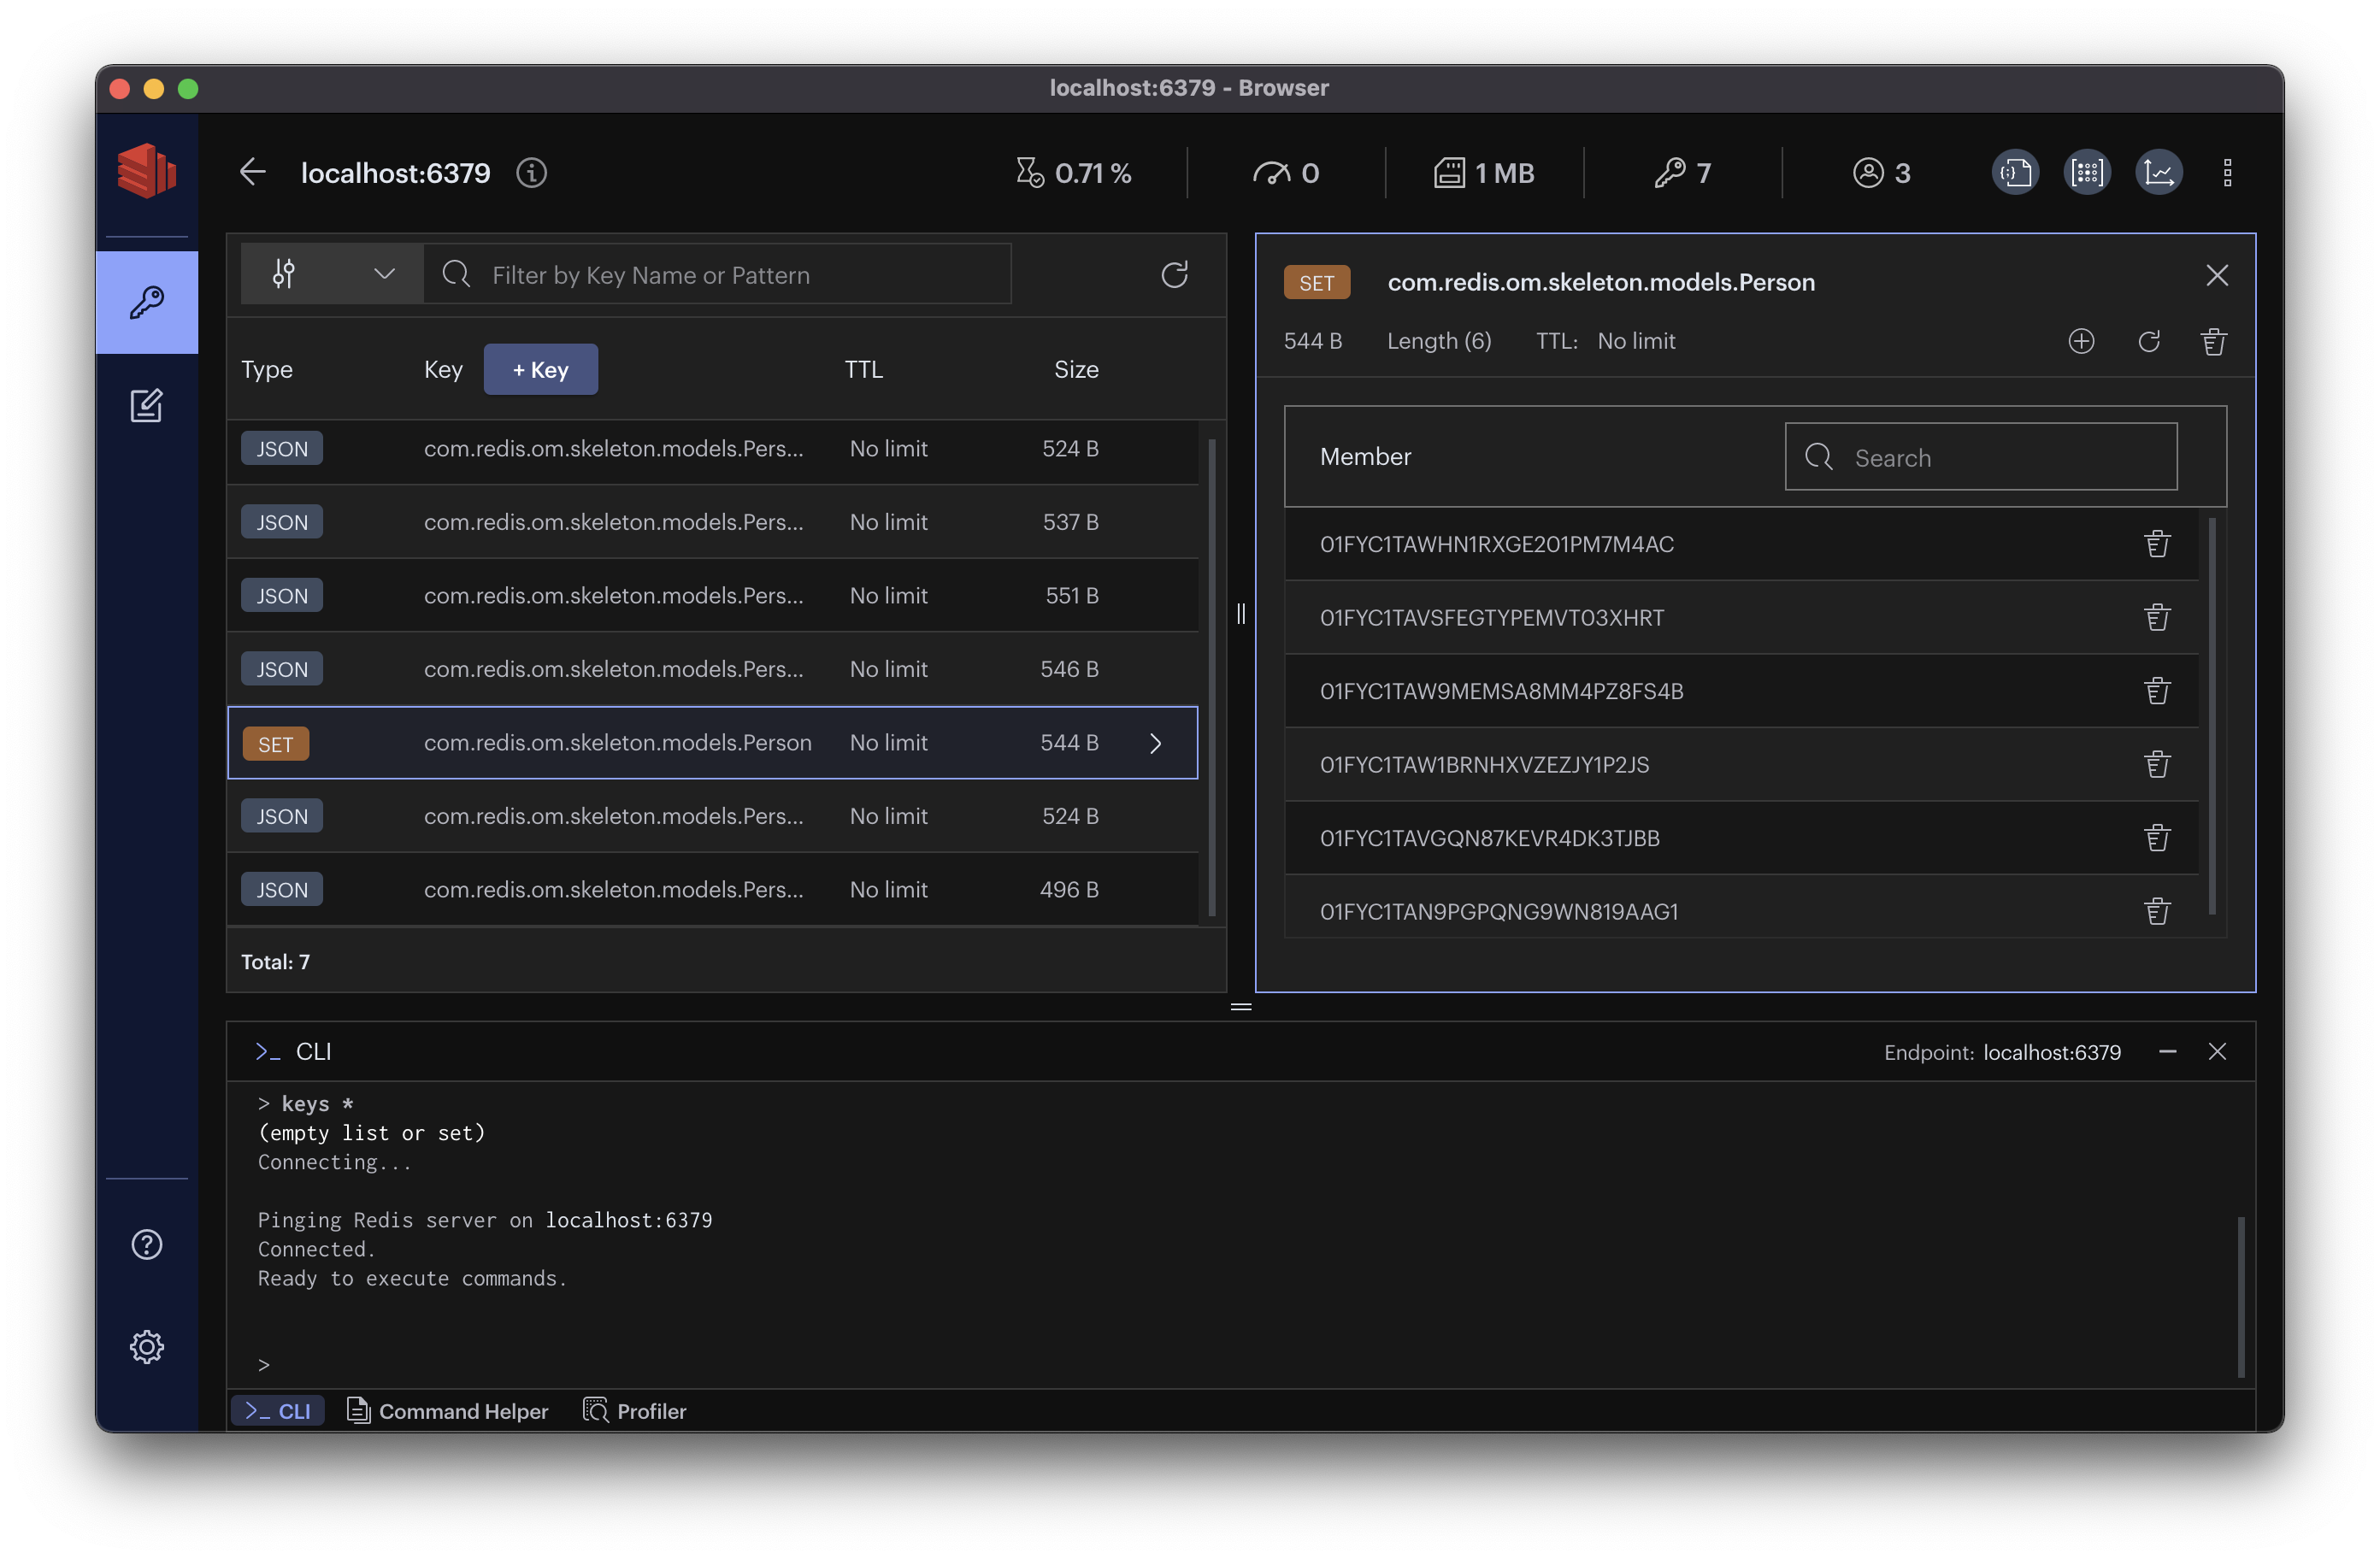 localhost:6379 - Browser
localhost:6379
0.71 %
0
1 MB
7
3
Filter by Key Name or Pattern
Type Key + Key TTL Size
JSON com.redis.om.skeleton.models.Pers... No limit 524 B
JSON com.redis.om.skeleton.models.Pers... No limit 537 B
JSON com.redis.om.skeleton.models.Pers... No limit 551 B
JSON com.redis.om.skeleton.models.Pers... No limit 546 B
SET com.redis.om.skeleton.models.Person No limit 544 B
JSON com.redis.om.skeleton.models.Pers... No limit 524 B
JSON com.redis.om.skeleton.models.Pers... No limit 496 B
Total: 7
SET com.redis.om.skeleton.models.Person
544 B Length (6) TTL: No limit
Member Search
01FYC1TAWHN1RXGE201PM7M4AC
01FYC1TAVSFEGTYPEMVT03XHRT
01FYC1TAW9MEMSA8MM4PZ8FS4B
01FYC1TAW1BRNHXVZEZJY1P2JS
01FYC1TAVGQN87KEVR4DK3TJBB
01FYC1TAN9PGPQNG9WN819AAG1
>_ CLI Endpoint: localhost:6379
> keys *
(empty list or set)
Connecting...
Pinging Redis server on localhost:6379
Connected.
Ready to execute commands.
>
>_ CLI Command Helper Profiler